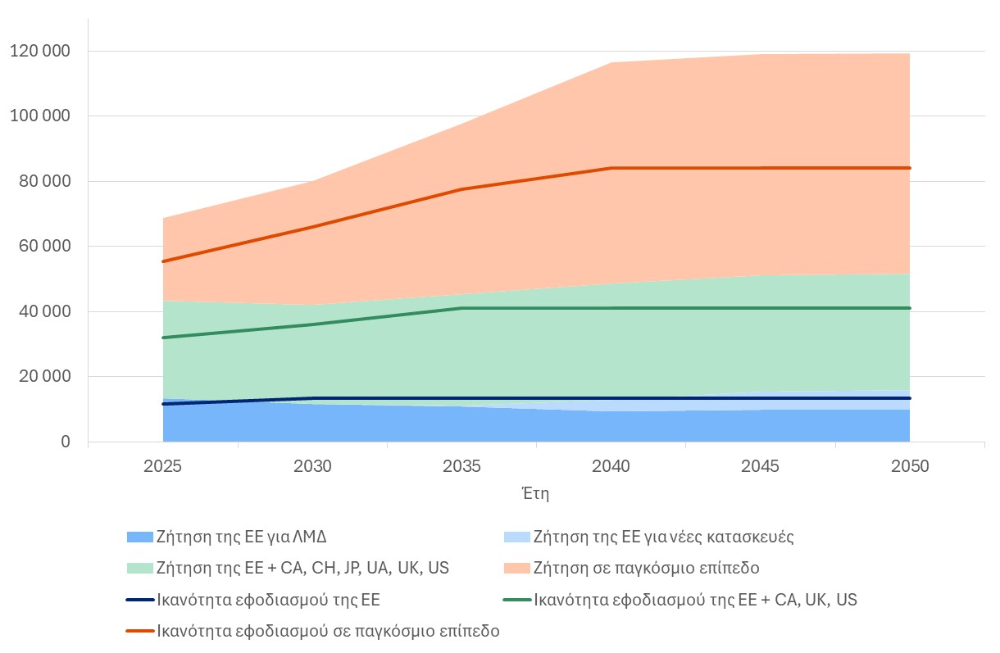 120 000
100 000
80 000
60 000
40 000
20 000
0
2025 2030 2035 2040 2045 2050
Έτη
Ζήτηση της ΕΕ για ΛΜΔ
Ζήτηση της ΕΕ για νέες κατασκευές
Ζήτηση της ΕΕ + CA, CH, JP, UA, UK, US
Ζήτηση σε παγκόσμιο επίπεδο
Ικανότητα εφοδιασμού της ΕΕ
Ικανότητα εφοδιασμού της ΕΕ + CA, UK, US
Ικανότητα εφοδιασμού σε παγκόσμιο επίπεδο